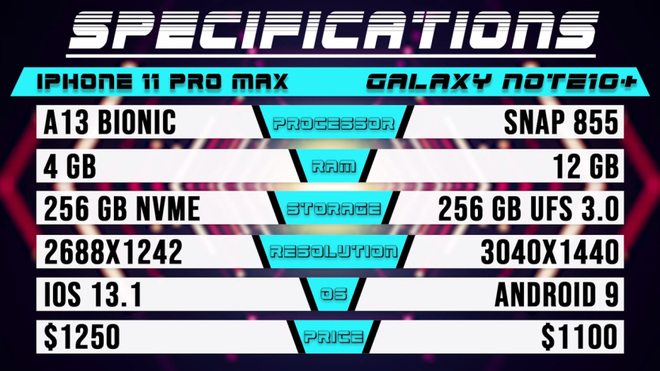 SPECIFICATIONS
IPHONE 11 PRO MAX GALAXY NOTE10+
A13 BIONIC PROCESSOR SNAP 855
4 GB RAM 12 GB
256 GB NVME STORAGE 256 GB UFS 3.0
2688X1242 RESOLUTION 3040X1440
IOS 13.1 OS ANDROID 9
$1250 PRICE $1100